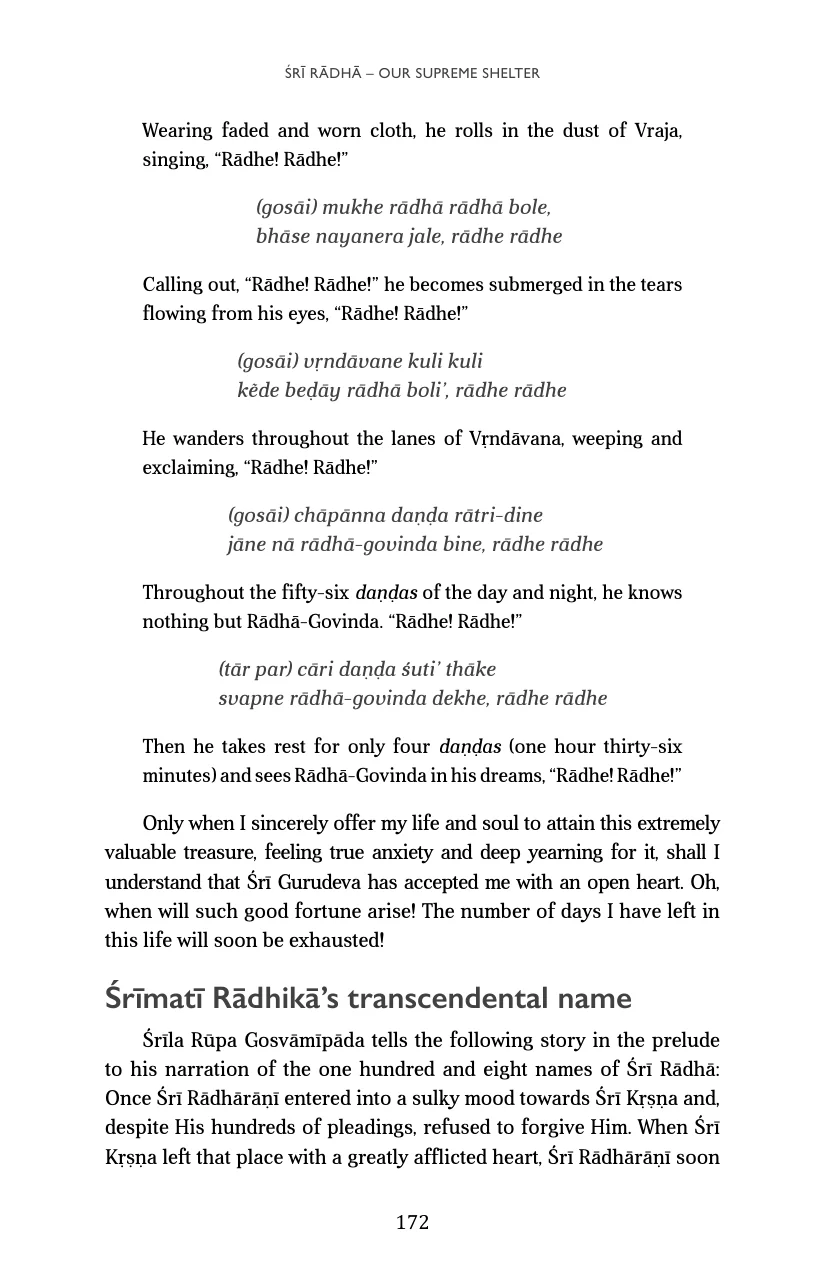 ŚRĪ RĀDHĀ – OUR SUPREME SHELTER
Wearing faded and worn cloth, he rolls in the dust of Vraja,
singing, “Rādhe! Rādhe!”
(gosāi) mukhe rādhā rādhā bole,
bhāse nayanera jale, rādhe rādhe
Calling out, “Rādhe! Rādhe!” he becomes submerged in the tears
flowing from his eyes, “Rādhe! Rādhe!”
(gosāi) vṛndāvane kuli kuli
kẽde beḍāy rādhā boli’, rādhe rādhe
He wanders throughout the lanes of Vṛndāvana, weeping and
exclaiming, “Rādhe! Rādhe!”
(gosāi) chāpānna daṇḍa rātri-dine
jāne nā rādhā-govinda bine, rādhe rādhe
Throughout the fifty-six daṇḍas of the day and night, he knows
nothing but Rādhā-Govinda. “Rādhe! Rādhe!”
(tār par) cāri daṇḍa śuti’ thāke
svapne rādhā-govinda dekhe, rādhe rādhe
Then he takes rest for only four daṇḍas (one hour thirty-six
minutes) and sees Rādhā-Govinda in his dreams, “Rādhe! Rādhe!”
Only when I sincerely offer my life and soul to attain this extremely
valuable treasure, feeling true anxiety and deep yearning for it, shall I
understand that Śrī Gurudeva has accepted me with an open heart. Oh,
when will such good fortune arise! The number of days I have left in
this life will soon be exhausted!
Śrīmatī Rādhikā’s transcendental name
Śrīla Rūpa Gosvāmīpāda tells the following story in the prelude
to his narration of the one hundred and eight names of Śrī Rādhā:
Once Śrī Rādhārāṇī entered into a sulky mood towards Śrī Kṛṣṇa and,
despite His hundreds of pleadings, refused to forgive Him. When Śrī
Kṛṣṇa left that place with a greatly afflicted heart, Śrī Rādhārāṇī soon
172